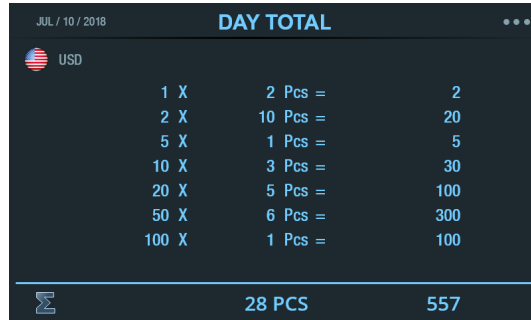 JUL / 10 / 2018 DAY TOTAL
USD
1 X 2 Pcs = 2
2 X 10 Pcs = 20
5 X 1 Pcs = 5
10 X 3 Pcs = 30
20 X 5 Pcs = 100
50 X 6 Pcs = 300
100 X 1 Pcs = 100
Σ 28 PCS 557